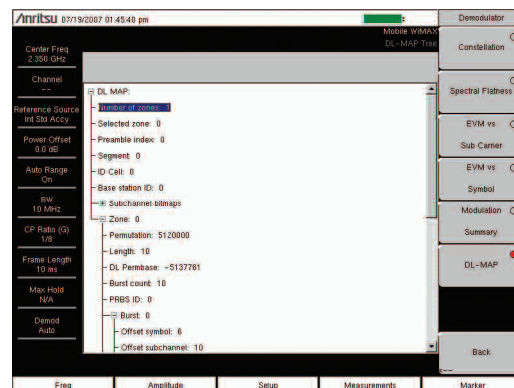 Anritsu 07/19/2007 01:45:40 pm
Mobile WiMAX
DL-MAP Tree
Center Freq
2.350 GHz
Channel
--
Reference Source
Int Std Accy
Power Offset
0.0 dB
Auto Range
On
BW
10 MHz
CP Ratio (G)
1/8
Frame Length
10 ms
Max Hold
N/A
Demod
Auto
DL MAP:
Number of zones: 1
Selected zone: 0
Preamble index: 0
Segment: 0
ID Cell: 0
Base station ID: 0
Subchannel bitmaps
Zone: 0
Permutation: 5120000
Length: 10
DL Permbase: -5137761
Burst count: 10
PRBS ID: 0
Burst: 0
Offset symbol: 6
Offset subchannel: 10
Demodulator
Constellation
Spectral Flatness
EVM vs
Sub Carrier
EVM vs
Symbol
Modulation
Summary
DL-MAP
Back
Freq Amplitude Setup Measurements Marker